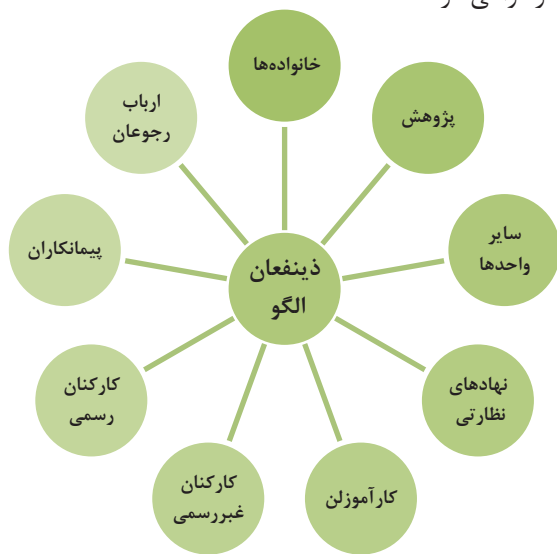 خانواده‌ها
پژوهش
سایر
واحدها
نهادهای
نظارتی
کارآموزلن
کارکنان
غبررسمی
کارکنان
رسمی
پیمانکاران
ارباب
رجوعان
ذینفعان
الگو